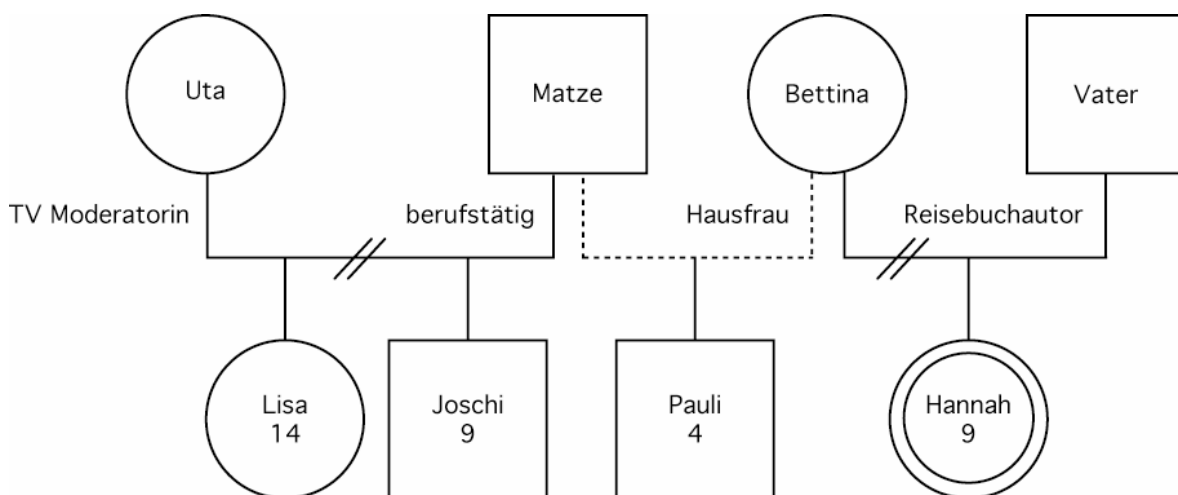 Uta
Matze
Bettina
Vater
TV Moderatorin
berufstätig
Hausfrau
Reisebuchautor
Lisa
14
Joschi
9
Pauli
4
Hannah
9